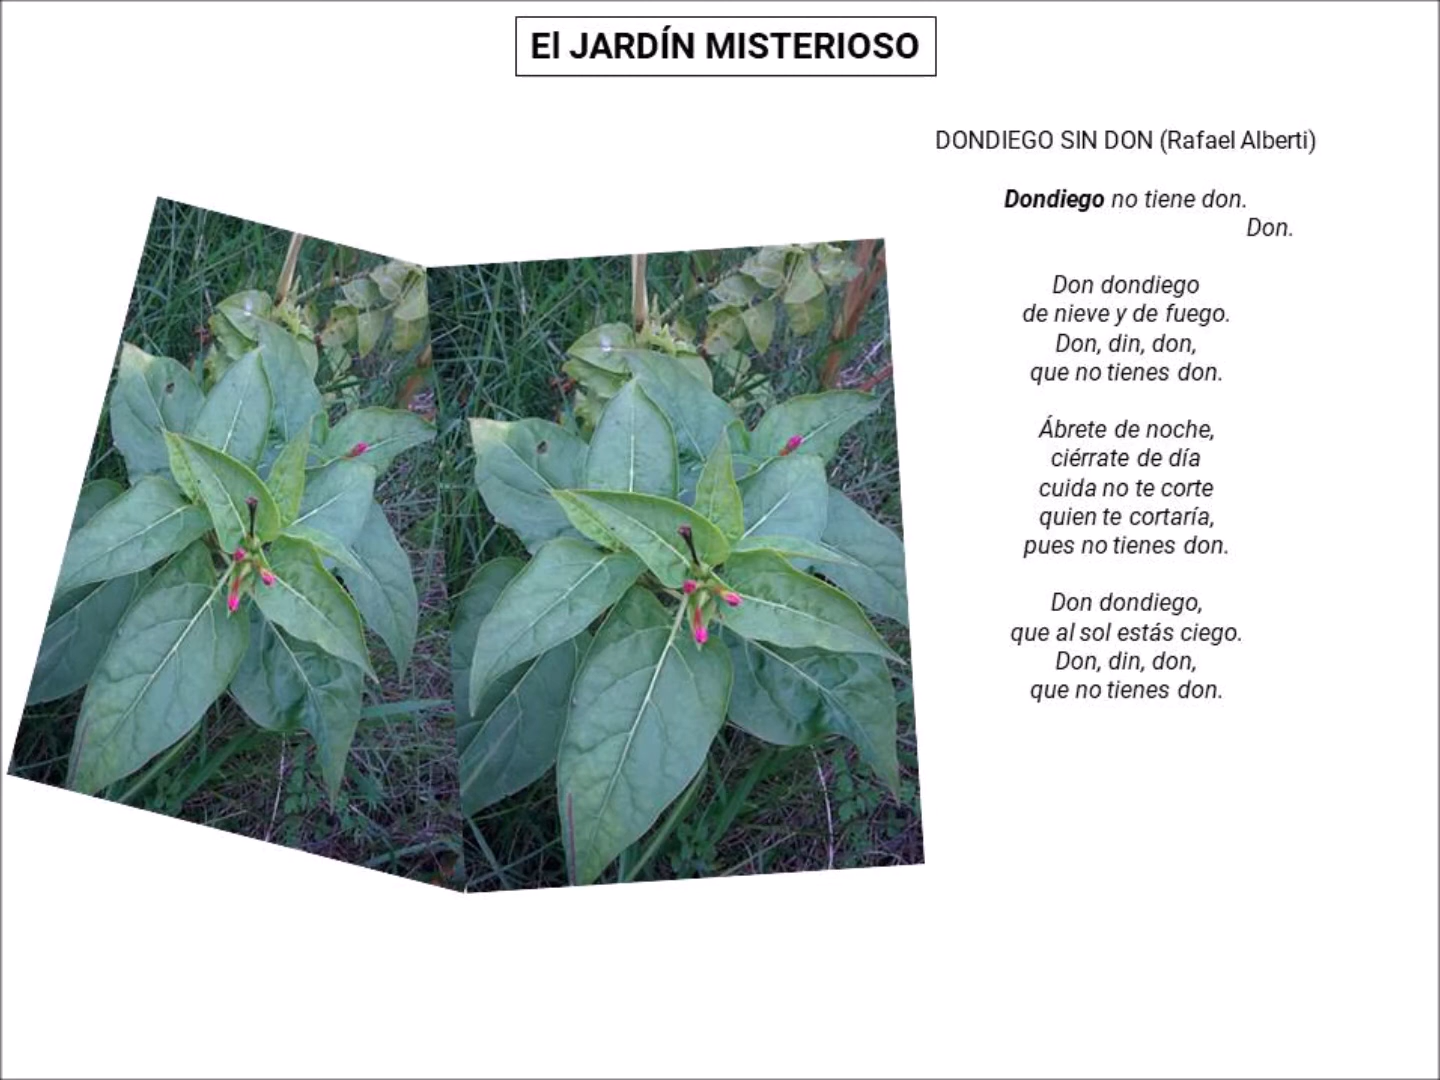 El JARDÍN MISTERIOSO
DONDIEGO SIN DON (Rafael Alberti)
Dondiego no tiene don.
Don.
Don dondiego
de nieve y de fuego.
Don, din, don,
que no tienes don.
Ábrete de noche,
ciérrate de día
cuida no te corte
quien te cortaría,
pues no tienes don.
Don dondiego,
que al sol estás ciego.
Don, din, don,
que no tienes don.